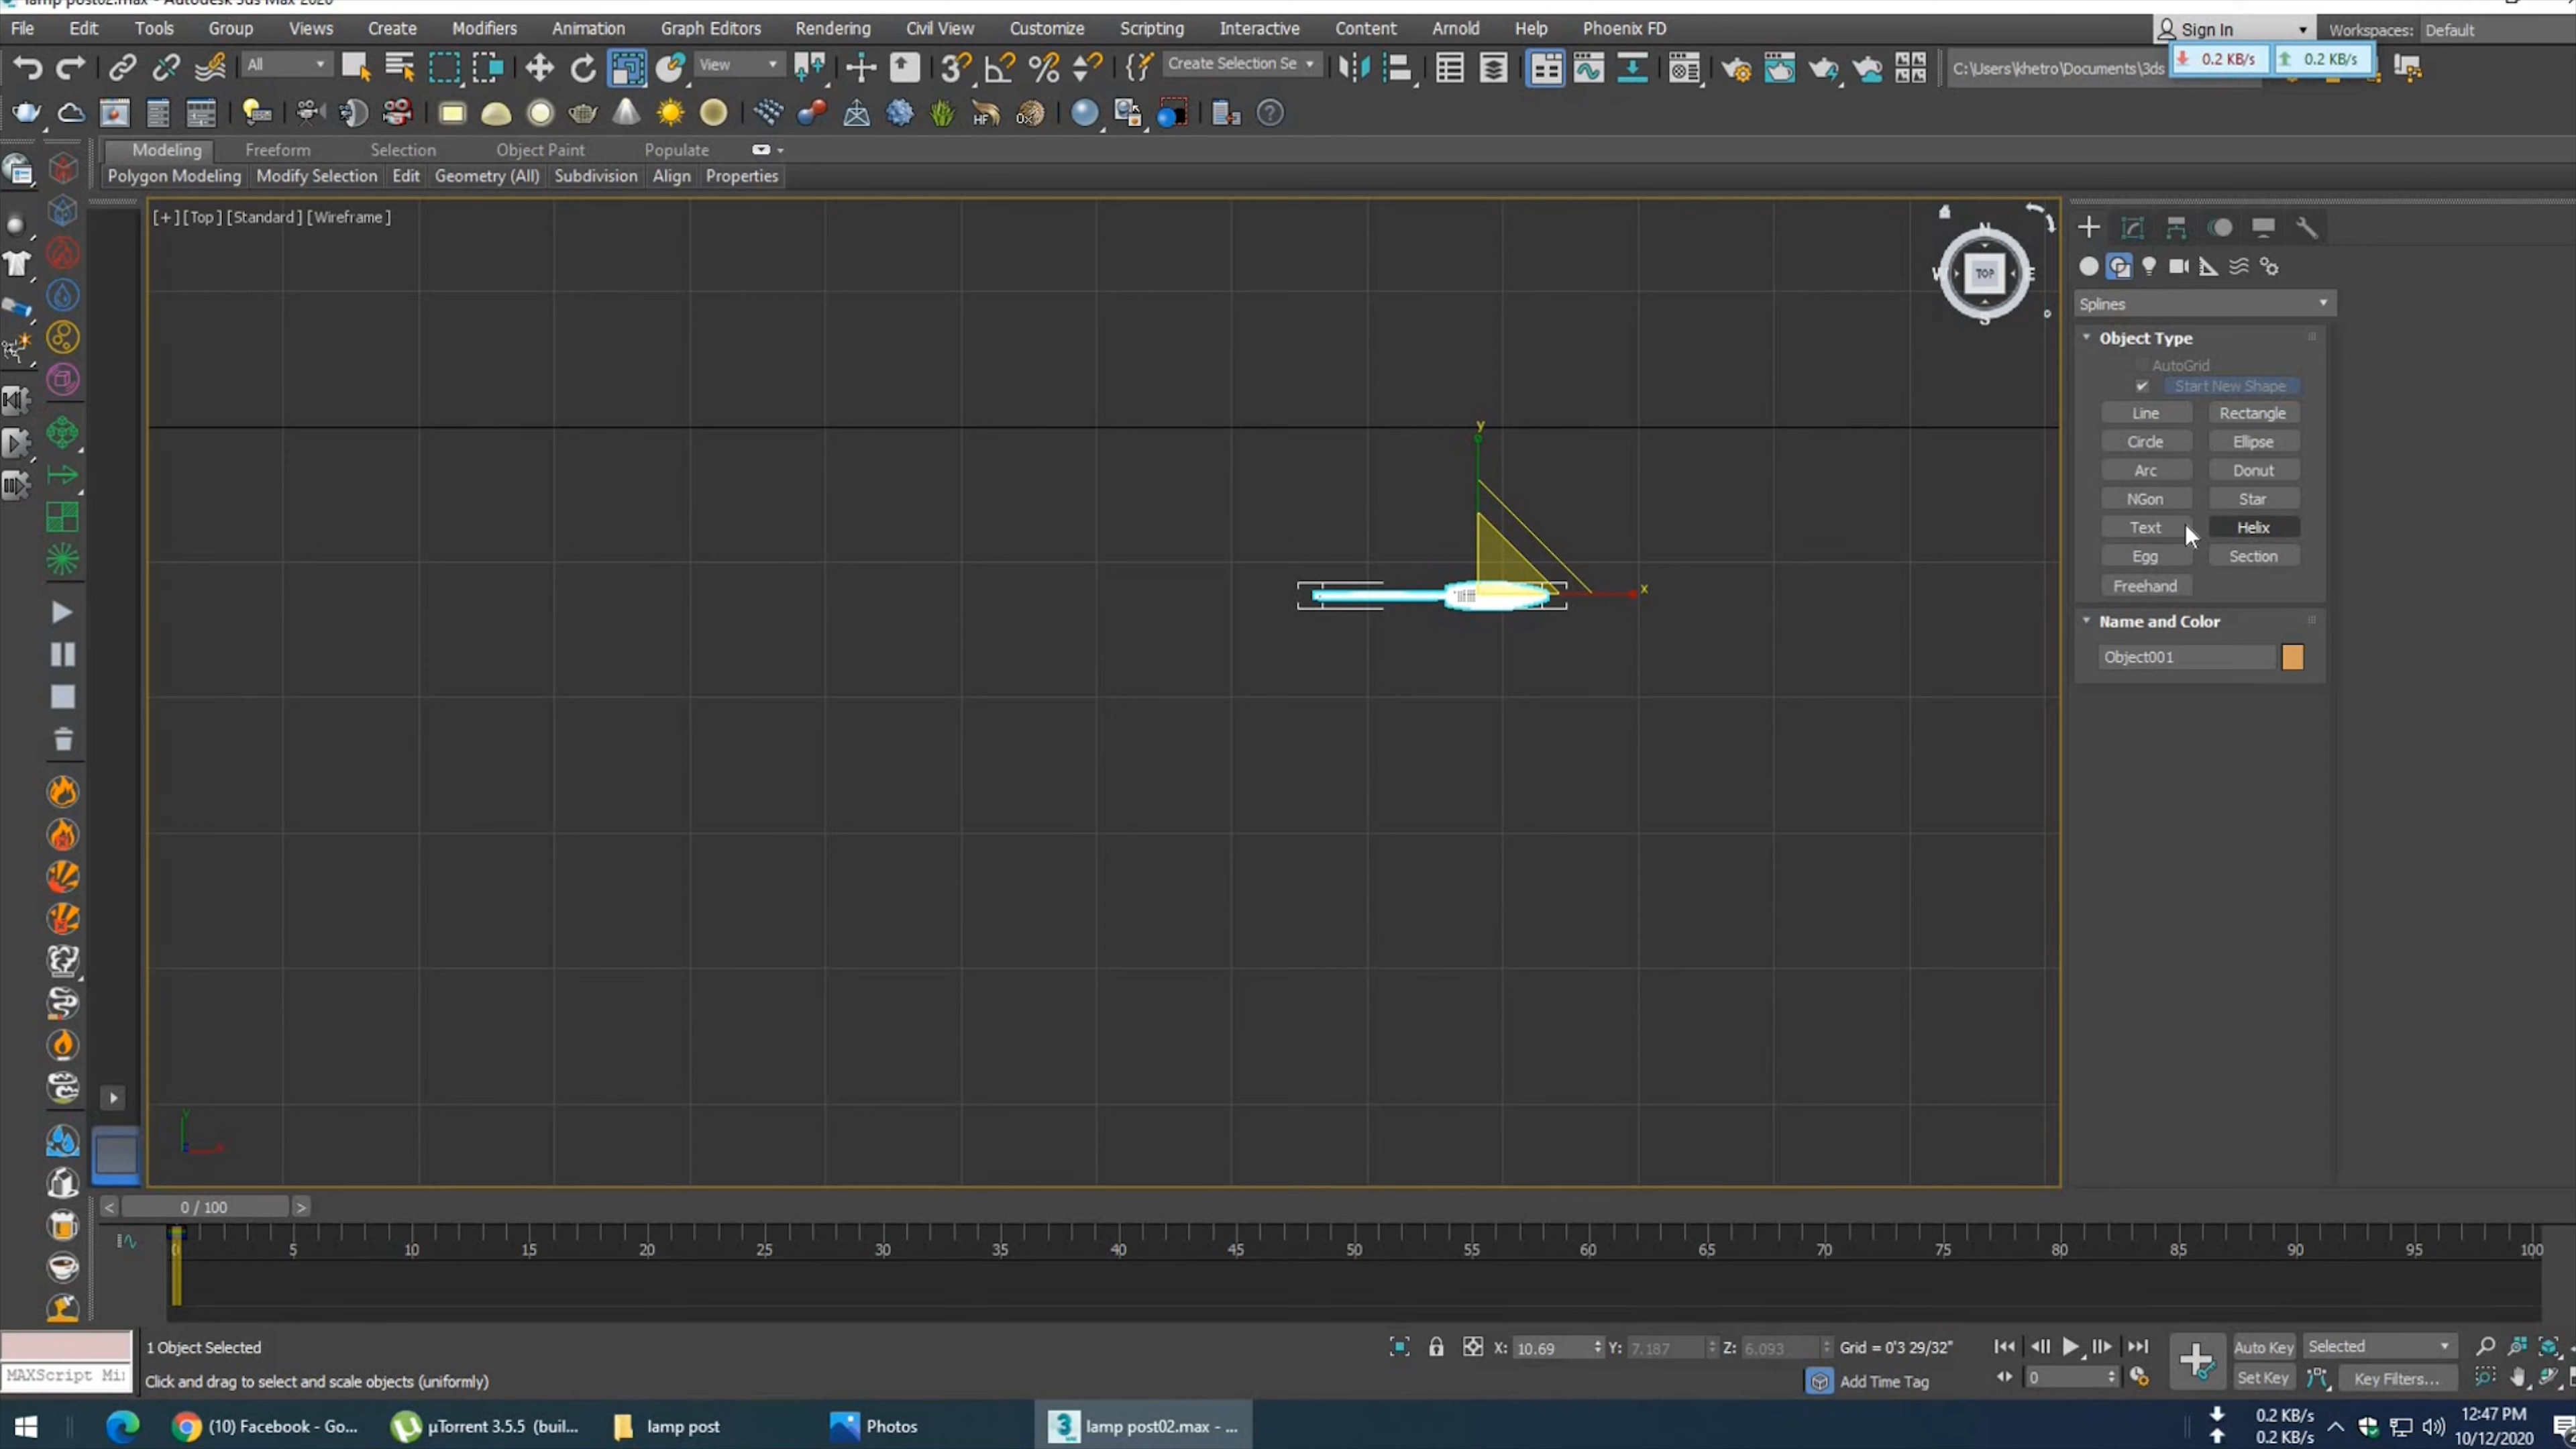 lamp post02.max - Autodesk 3ds Max 2020
File Edit Tools Group Views Create Modifiers Animation Graph Editors Rendering Civil View Customize Scripting Interactive Content Arnold Help Phoenix FD Sign In Workspaces: Default
0.2 KB/s 0.2 KB/s
All View Create Selection Se C:\Users\khetro\Documents\3ds
Modeling Freeform Selection Object Paint Populate
Polygon Modeling Modify Selection Edit Geometry (All) Subdivision Align Properties
[+] [Top] [Standard] [Wireframe]
N
W TOP E
S
Splines
Object Type
AutoGrid
Start New Shape
Line Rectangle
Circle Ellipse
Arc Donut
NGon Star
Text Helix
Egg Section
Freehand
Name and Color
Object001
y
x
0 / 100
0 5 10 15 20 25 30 35 40 45 50 55 60 65 70 75 80 85 90 95 100
1 Object Selected
X: 10.69 Y: 7.187 Z: 6.093 Grid = 0'3 29/32"
Auto Key Selected
MAXScript Mi
Click and drag to select and scale objects (uniformly)
Add Time Tag
0
Set Key Key Filters...
(10) Facebook - Go... µTorrent 3.5.5 (buil... lamp post Photos lamp post02.max - ...
0.2 KB/s
0.2 KB/s
12:47 PM
10/12/2020